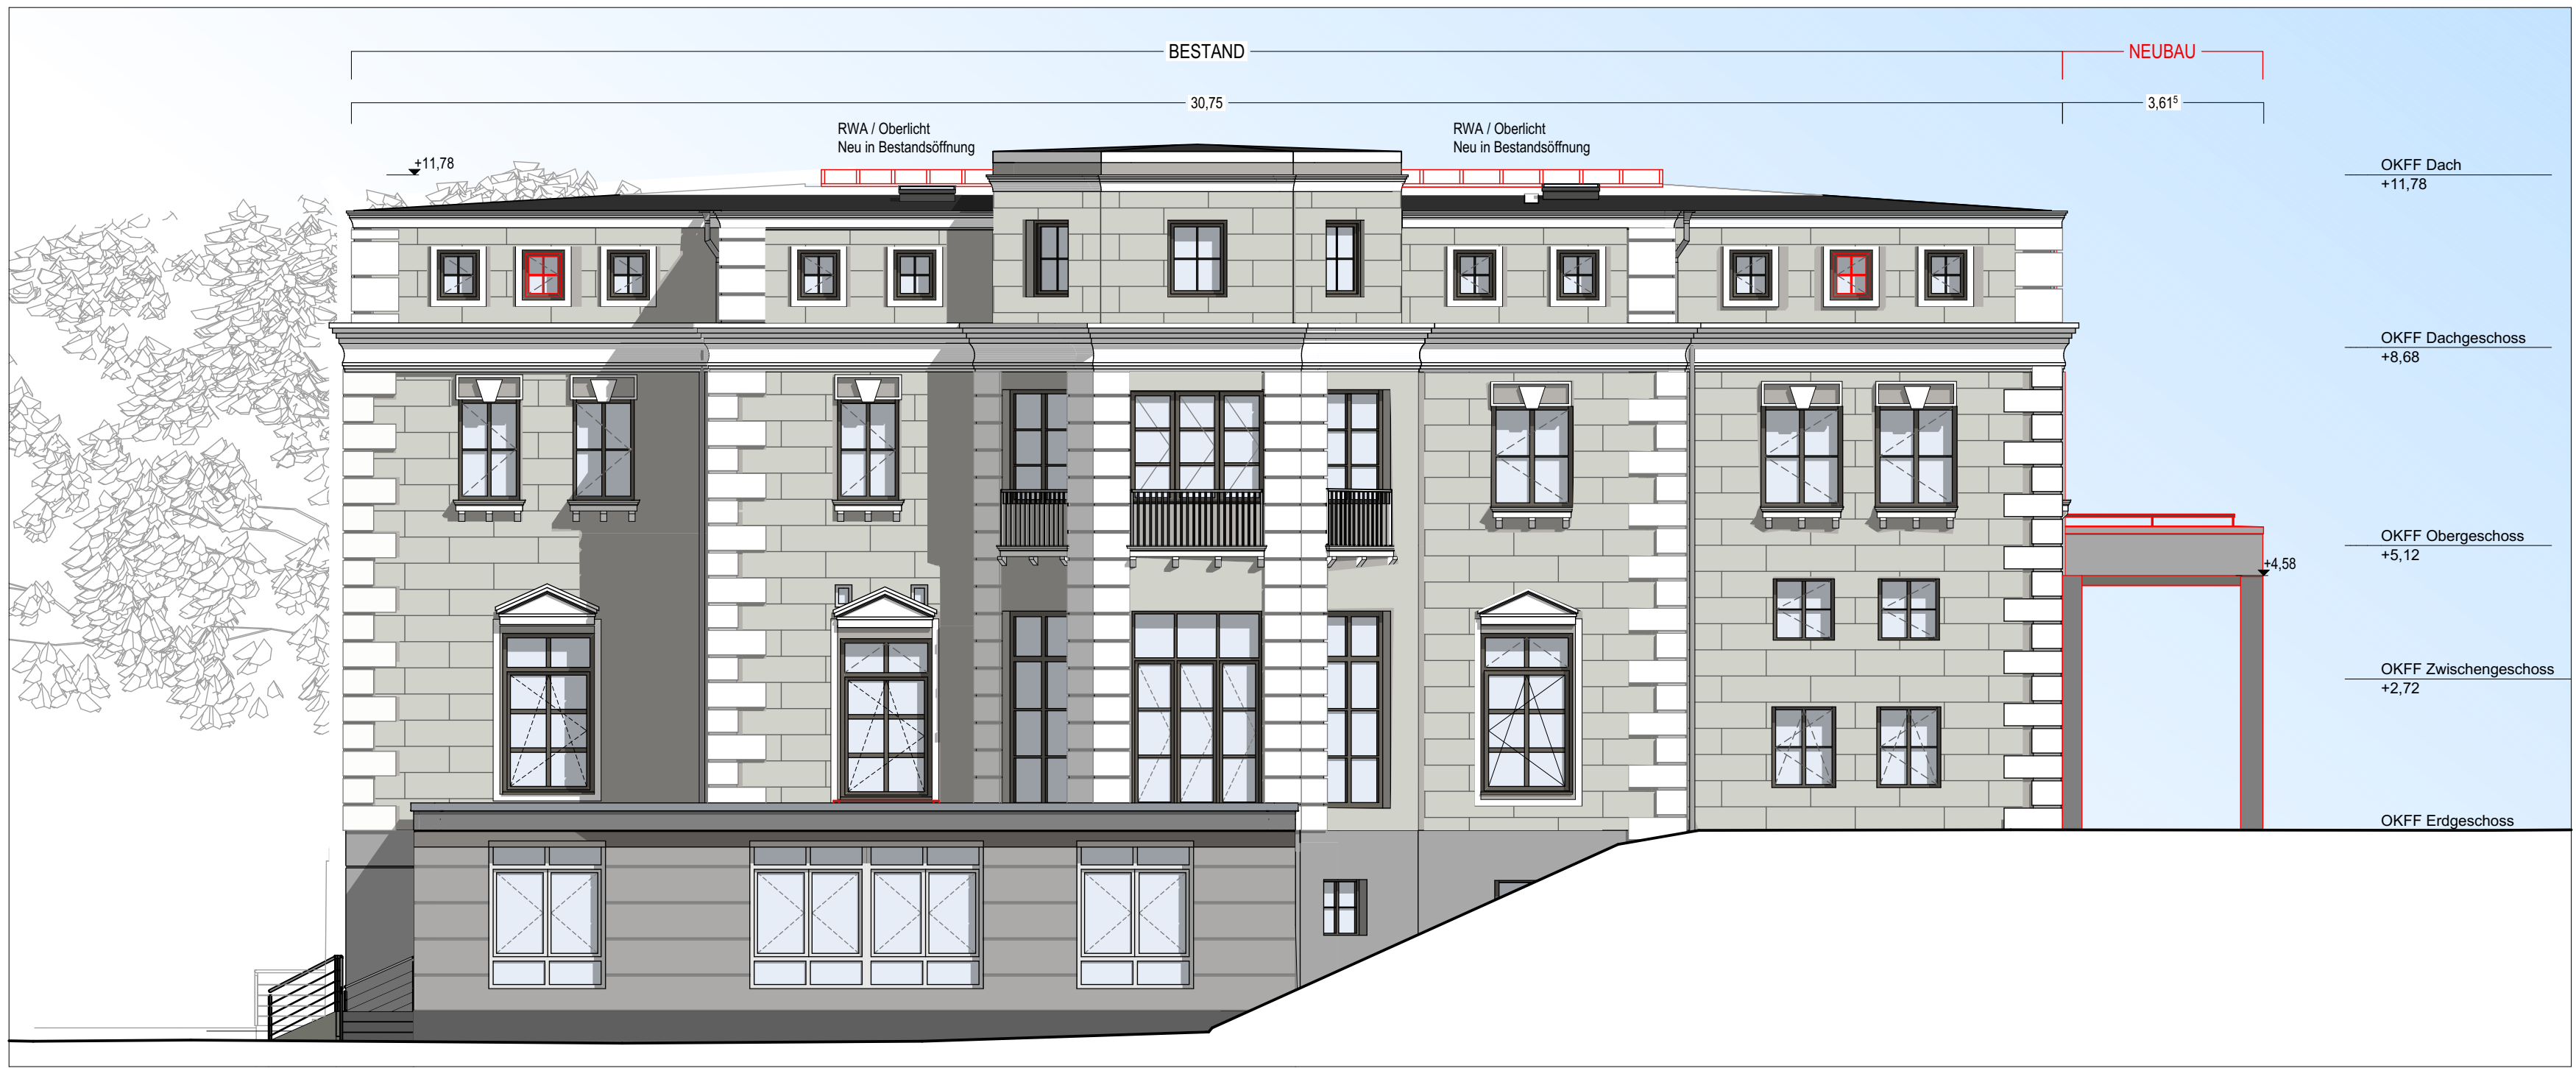 BESTAND
NEUBAU
30,75
3,61⁵
RWA / Oberlicht
Neu in Bestandsöffnung
RWA / Oberlicht
Neu in Bestandsöffnung
+11,78
OKFF Dach
+11,78
OKFF Dachgeschoss
+8,68
OKFF Obergeschoss
+5,12
+4,58
OKFF Zwischengeschoss
+2,72
OKFF Erdgeschoss